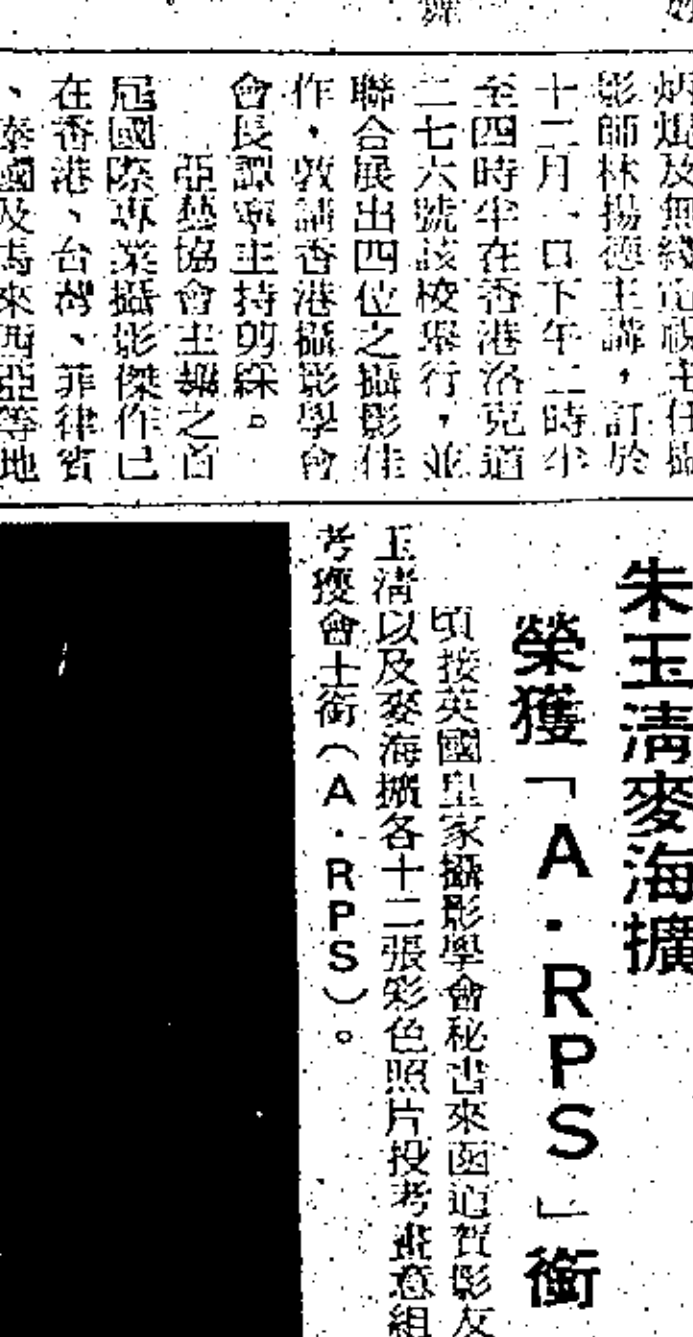 炳焜及無綫電視主任攝
影師林揚德主講，訂於
十二月一日下午二時半
至四時半在香港洛克道
二七六號該校舉行，並
聯合展出四位之攝影佳
作，敦請香港攝影學會
會長譚寧主持剪綵。
亞藝協會主辦之首
屆國際專業攝影傑作已
在香港、台灣、菲律賓
、泰國及馬來西亞等地
朱玉清麥海擴
榮獲「A·RPS」銜
頃接英國皇家攝影學會秘書來函道賀影友
玉清以及麥海擴各十二張彩色照片投考畫意組
考獲會士銜（A·RPS）。